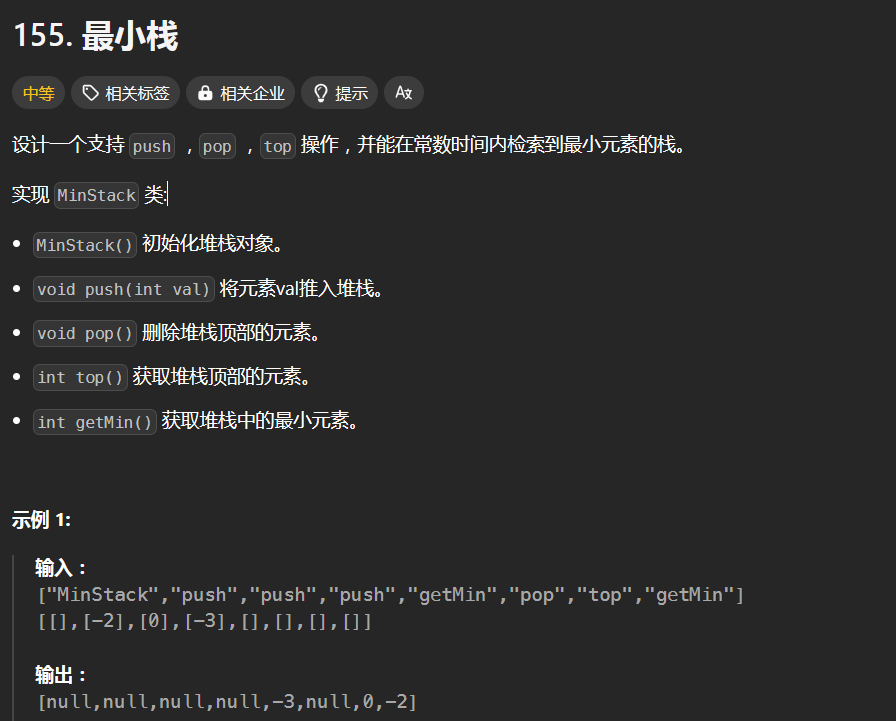 155. 最小栈
中等 相关标签 相关企业 提示 Aあ
设计一个支持 push ，pop ，top 操作，并能在常数时间内检索到最小元素的栈。
实现 MinStack 类:
MinStack() 初始化堆栈对象。
void push(int val) 将元素val推入堆栈。
void pop() 删除堆栈顶部的元素。
int top() 获取堆栈顶部的元素。
int getMin() 获取堆栈中的最小元素。
示例 1:
输入：
["MinStack","push","push","push","getMin","pop","top","getMin"]
[[],[-2],[0],[-3],[],[],[],[]]
输出：
[null,null,null,null,-3,null,0,-2]